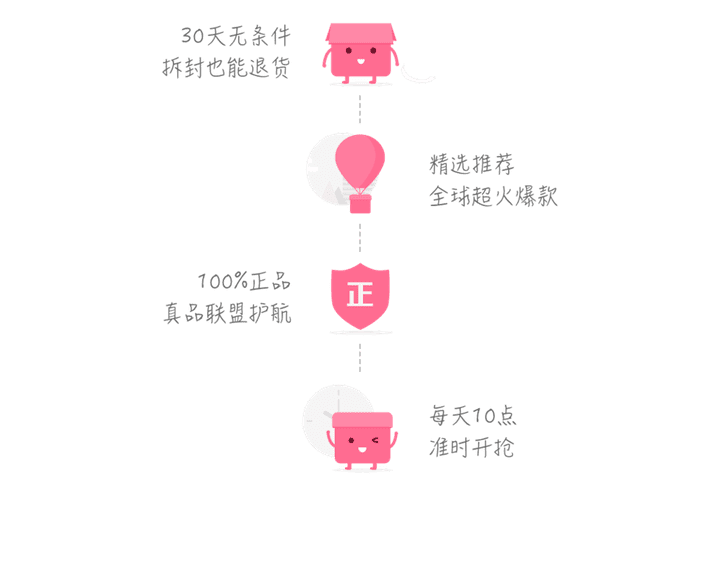 30天无条件
拆封也能退货
精选推荐
全球超火爆款
100%正品
真品联盟护航
正
每天10点
准时开抢